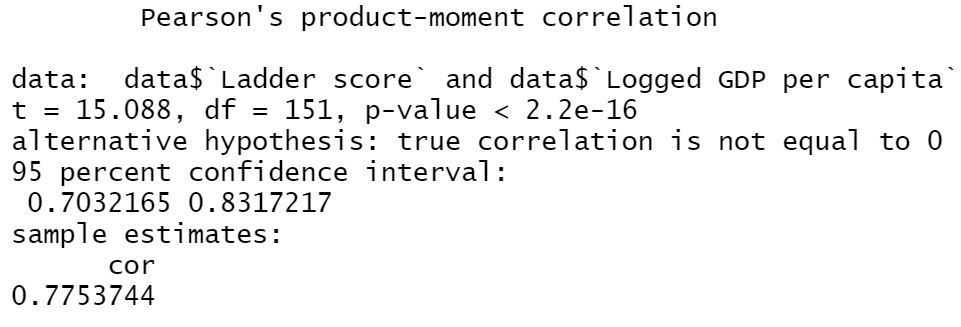 Pearson's product-moment correlation
data:  data$`Ladder score` and data$`Logged GDP per capita`
t = 15.088, df = 151, p-value < 2.2e-16
alternative hypothesis: true correlation is not equal to 0
95 percent confidence interval:
0.7032165 0.8317217
sample estimates:
cor
0.7753744